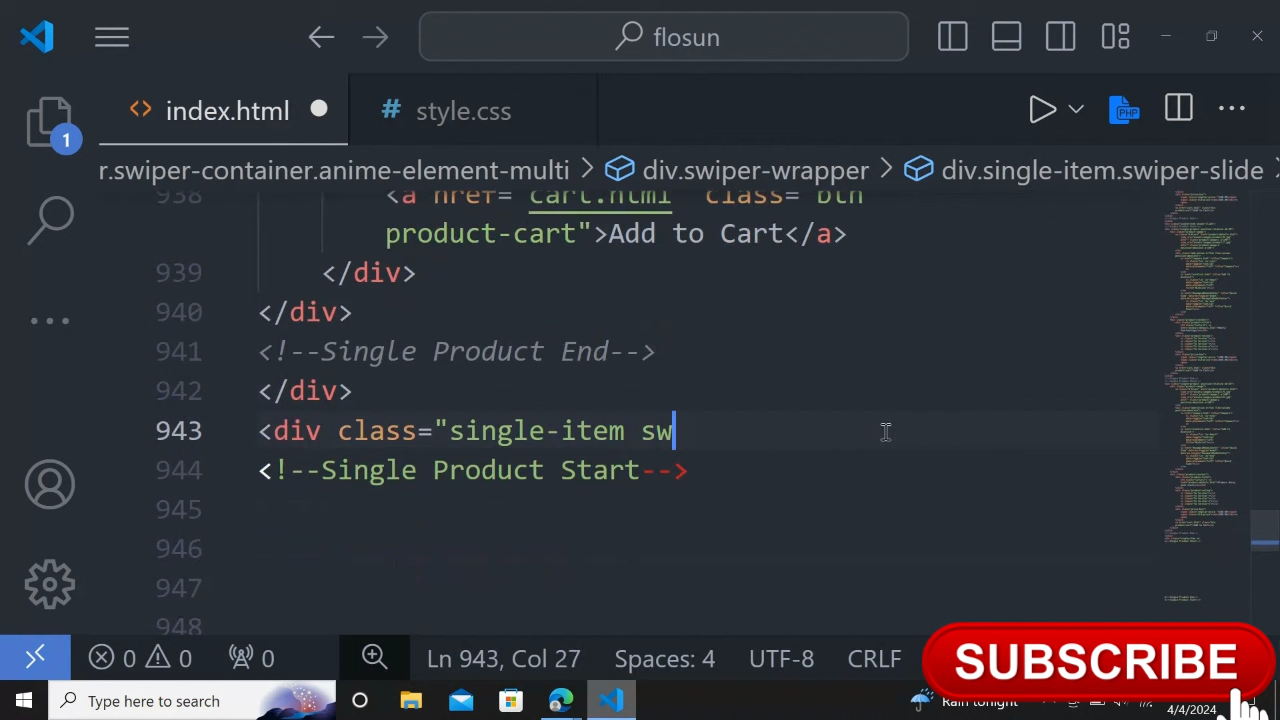 flosun
index.html
# style.css
1
r.swiper-container.anime-element-multi > div.swiper-wrapper > div.single-item.swiper-slide
938 <a href="cart.html" class="btn
product-cart">Add to Cart</a>
939 </div>
940 </div>
941 <!--Single Product End-->
942 </div>
943 <div class="single-item sw
944 <!--Single Product Start-->
945
946
947
948
0 0 0 Ln 943, Col 27 Spaces: 4 UTF-8 CRLF
SUBSCRIBE
Type here to search
Rain tonight
4/4/2024